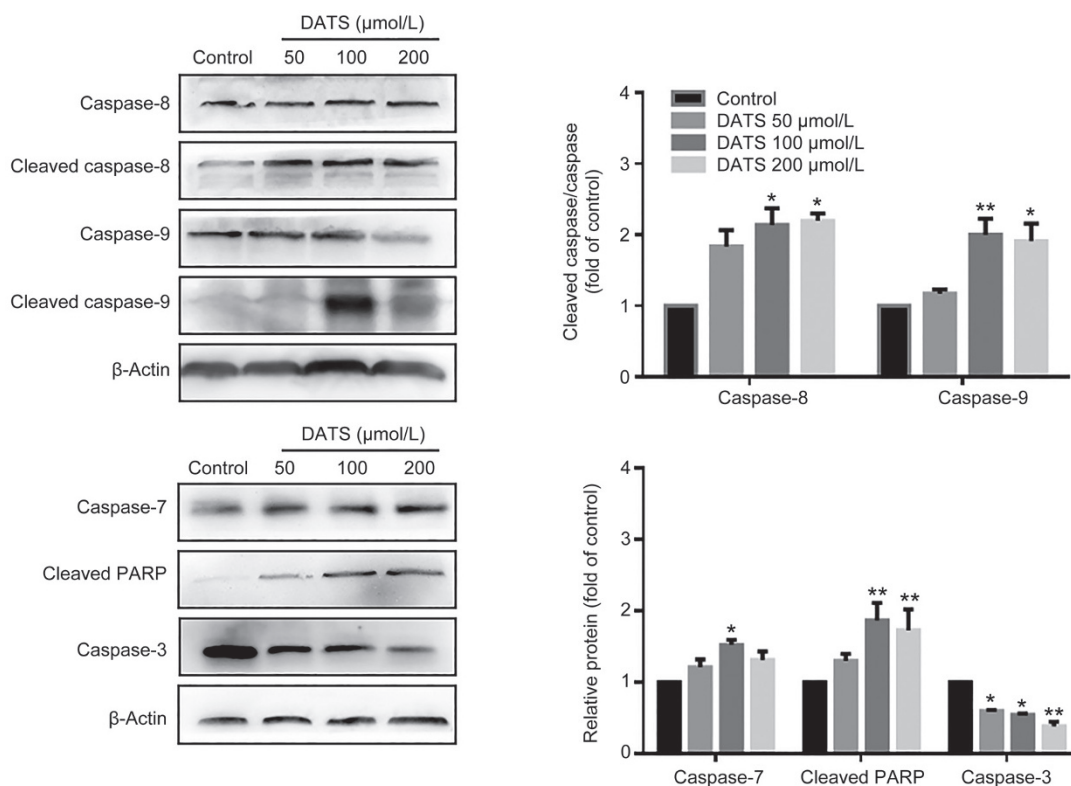 DATS (μmol/L)
Control 50 100 200
Caspase-8
Cleaved caspase-8
Caspase-9
Cleaved caspase-9
β-Actin
DATS (μmol/L)
Control 50 100 200
Caspase-7
Cleaved PARP
Caspase-3
β-Actin
Cleaved caspase/caspase
(fold of control)
4
3
2
1
0
Control
DATS 50 μmol/L
DATS 100 μmol/L
DATS 200 μmol/L
* * ** *
Caspase-8 Caspase-9
Relative protein (fold of control)
4
3
2
1
0
* ** ** * * **
Caspase-7 Cleaved PARP Caspase-3